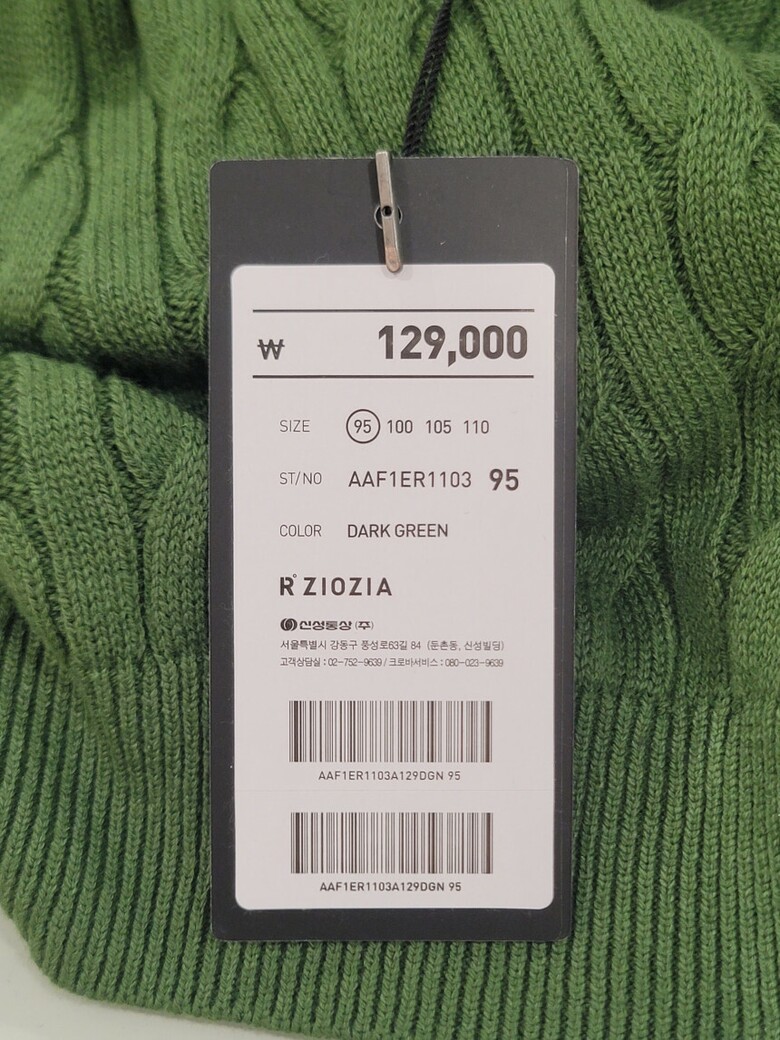 ₩ 129,000
SIZE 95 100 105 110
ST/NO AAF1ER1103 95
COLOR DARK GREEN
R° ZIOZIA
신성통상 (주)
서울특별시 강동구 풍성로63길 84 (둔촌동, 신성빌딩)
고객상담실 : 02-752-9639 / 크로바서비스 : 080-023-9639
AAF1ER1103A129DGN 95
AAF1ER1103A129DGN 95